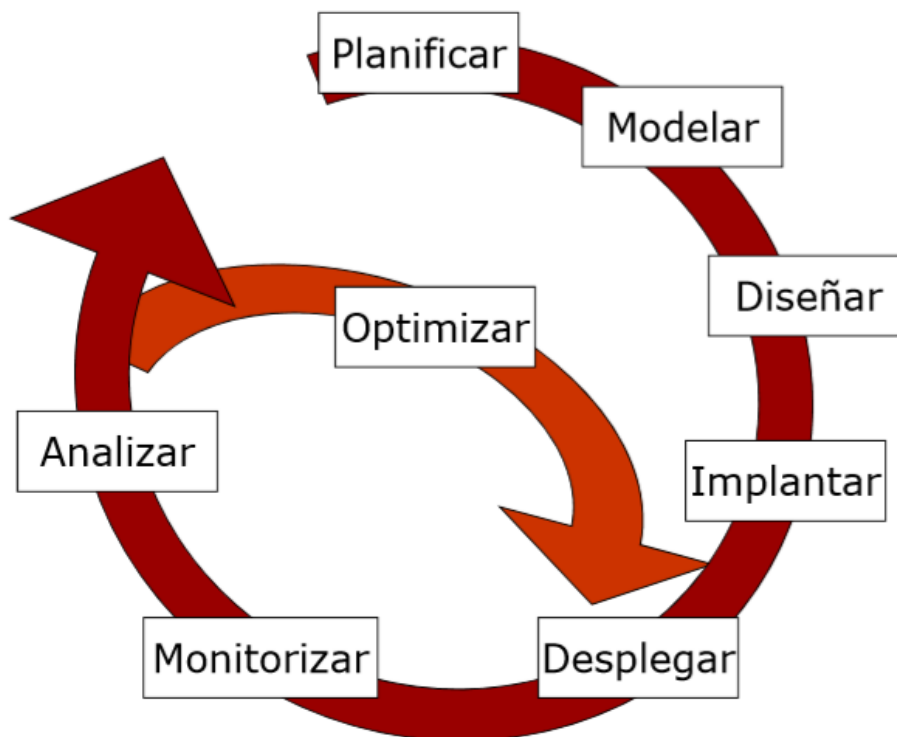 Planificar
Modelar
Diseñar
Optimizar
Analizar
Implantar
Monitorizar
Desplegar